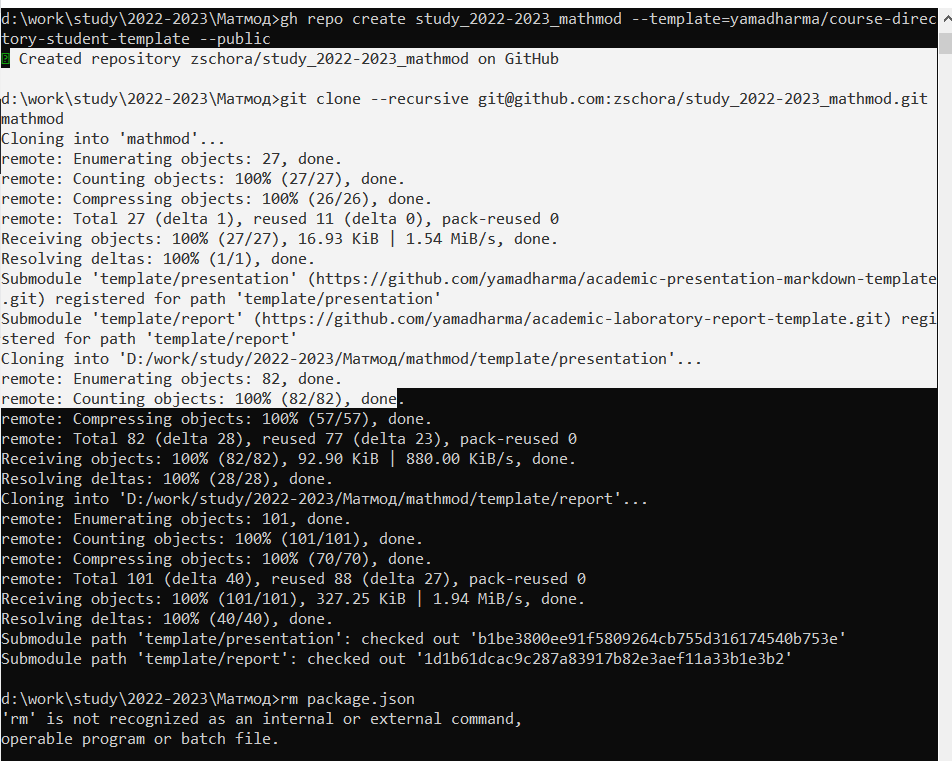 d:\work\study\2022-2023\Матмод>gh repo create study_2022-2023_mathmod --template=yamadharma/course-direc
tory-student-template --public
Created repository zschora/study_2022-2023_mathmod on GitHub
d:\work\study\2022-2023\Матмод>git clone --recursive git@github.com:zschora/study_2022-2023_mathmod.git
mathmod
Cloning into 'mathmod'...
remote: Enumerating objects: 27, done.
remote: Counting objects: 100% (27/27), done.
remote: Compressing objects: 100% (26/26), done.
remote: Total 27 (delta 1), reused 11 (delta 0), pack-reused 0
Receiving objects: 100% (27/27), 16.93 KiB | 1.54 MiB/s, done.
Resolving deltas: 100% (1/1), done.
Submodule 'template/presentation' (https://github.com/yamadharma/academic-presentation-markdown-template
.git) registered for path 'template/presentation'
Submodule 'template/report' (https://github.com/yamadharma/academic-laboratory-report-template.git) regi
stered for path 'template/report'
Cloning into 'D:/work/study/2022-2023/Матмод/mathmod/template/presentation'...
remote: Enumerating objects: 82, done.
remote: Counting objects: 100% (82/82), done.
remote: Compressing objects: 100% (57/57), done.
remote: Total 82 (delta 28), reused 77 (delta 23), pack-reused 0
Receiving objects: 100% (82/82), 92.90 KiB | 880.00 KiB/s, done.
Resolving deltas: 100% (28/28), done.
Cloning into 'D:/work/study/2022-2023/Матмод/mathmod/template/report'...
remote: Enumerating objects: 101, done.
remote: Counting objects: 100% (101/101), done.
remote: Compressing objects: 100% (70/70), done.
remote: Total 101 (delta 40), reused 88 (delta 27), pack-reused 0
Receiving objects: 100% (101/101), 327.25 KiB | 1.94 MiB/s, done.
Resolving deltas: 100% (40/40), done.
Submodule path 'template/presentation': checked out 'b1be3800ee91f5809264cb755d316174540b753e'
Submodule path 'template/report': checked out '1d1b61dcac9c287a83917b82e3aef11a33b1e3b2'
d:\work\study\2022-2023\Матмод>rm package.json
'rm' is not recognized as an internal or external command,
operable program or batch file.